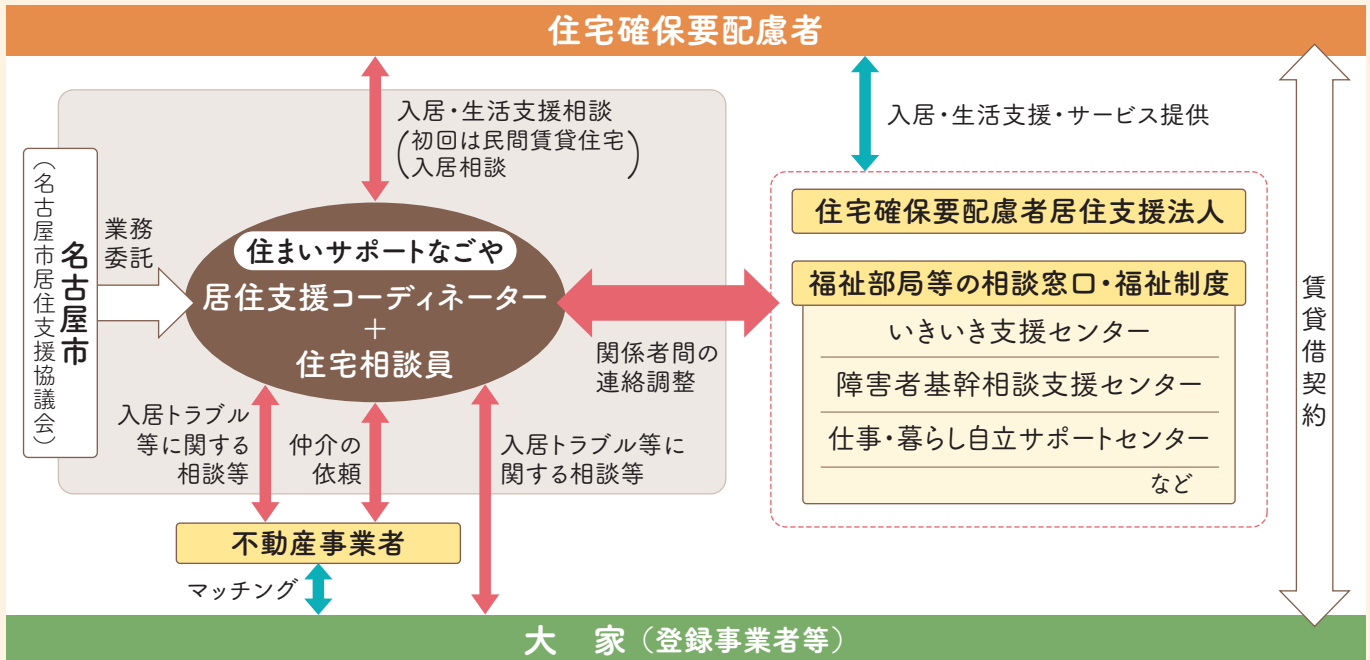 住宅確保要配慮者
入居・生活支援相談
(初回は民間賃貸住宅
入居相談)
入居・生活支援・サービス提供
名古屋市
(名古屋市居住支援協議会)
業務
委託
住まいサポートなごや
居住支援コーディネーター
+
住宅相談員
関係者間の
連絡調整
住宅確保要配慮者居住支援法人
福祉部局等の相談窓口・福祉制度
いきいき支援センター
障害者基幹相談支援センター
仕事・暮らし自立サポートセンター
など
賃貸借契約
入居トラブル
等に関する
相談等
仲介の
依頼
入居トラブル等に
関する相談等
不動産事業者
マッチング
大 家(登録事業者等)